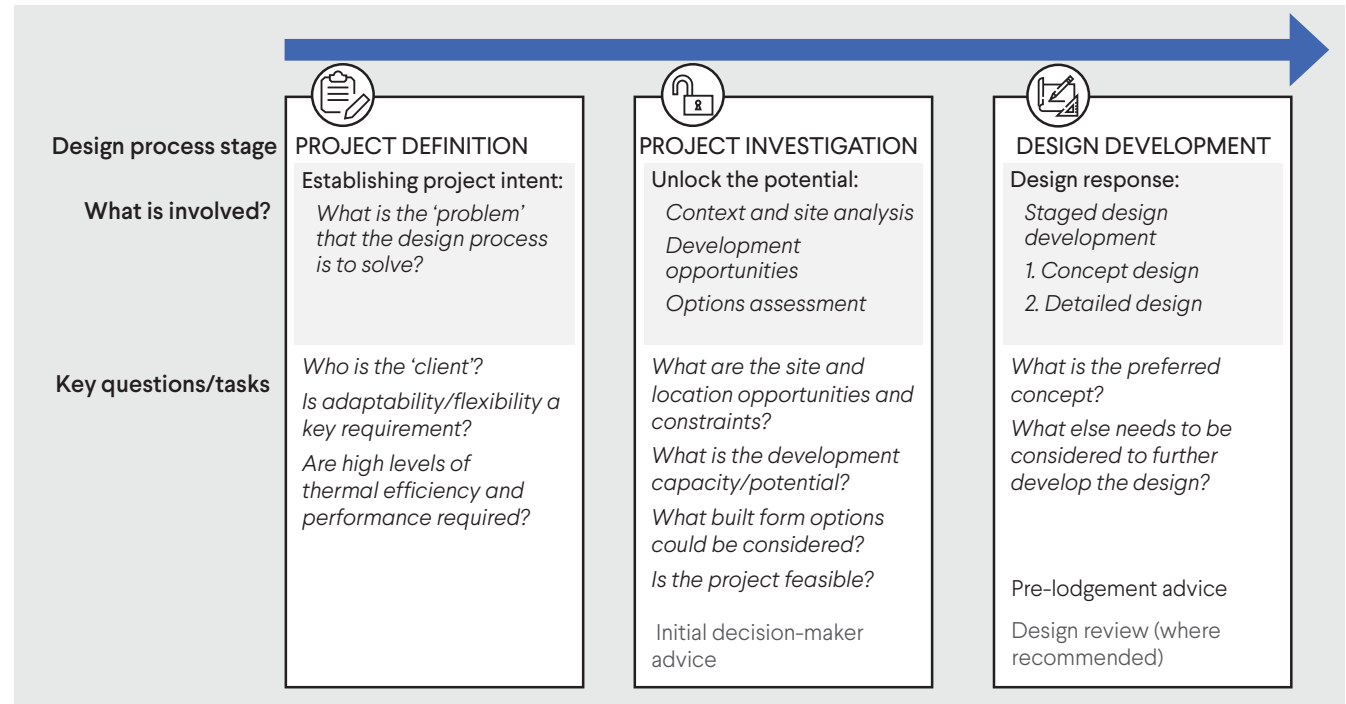 Design process stage
What is involved?
Key questions/tasks
PROJECT DEFINITION
Establishing project intent:
What is the ‘problem’
that the design process
is to solve?
Who is the ‘client’?
Is adaptability/flexibility a
key requirement?
Are high levels of
thermal efficiency and
performance required?
PROJECT INVESTIGATION
Unlock the potential:
Context and site analysis
Development
opportunities
Options assessment
What are the site and
location opportunities and
constraints?
What is the development
capacity/potential?
What built form options
could be considered?
Is the project feasible?
Initial decision-maker
advice
DESIGN DEVELOPMENT
Design response:
Staged design
development
1. Concept design
2. Detailed design
What is the preferred
concept?
What else needs to be
considered to further
develop the design?
Pre-lodgement advice
Design review (where
recommended)